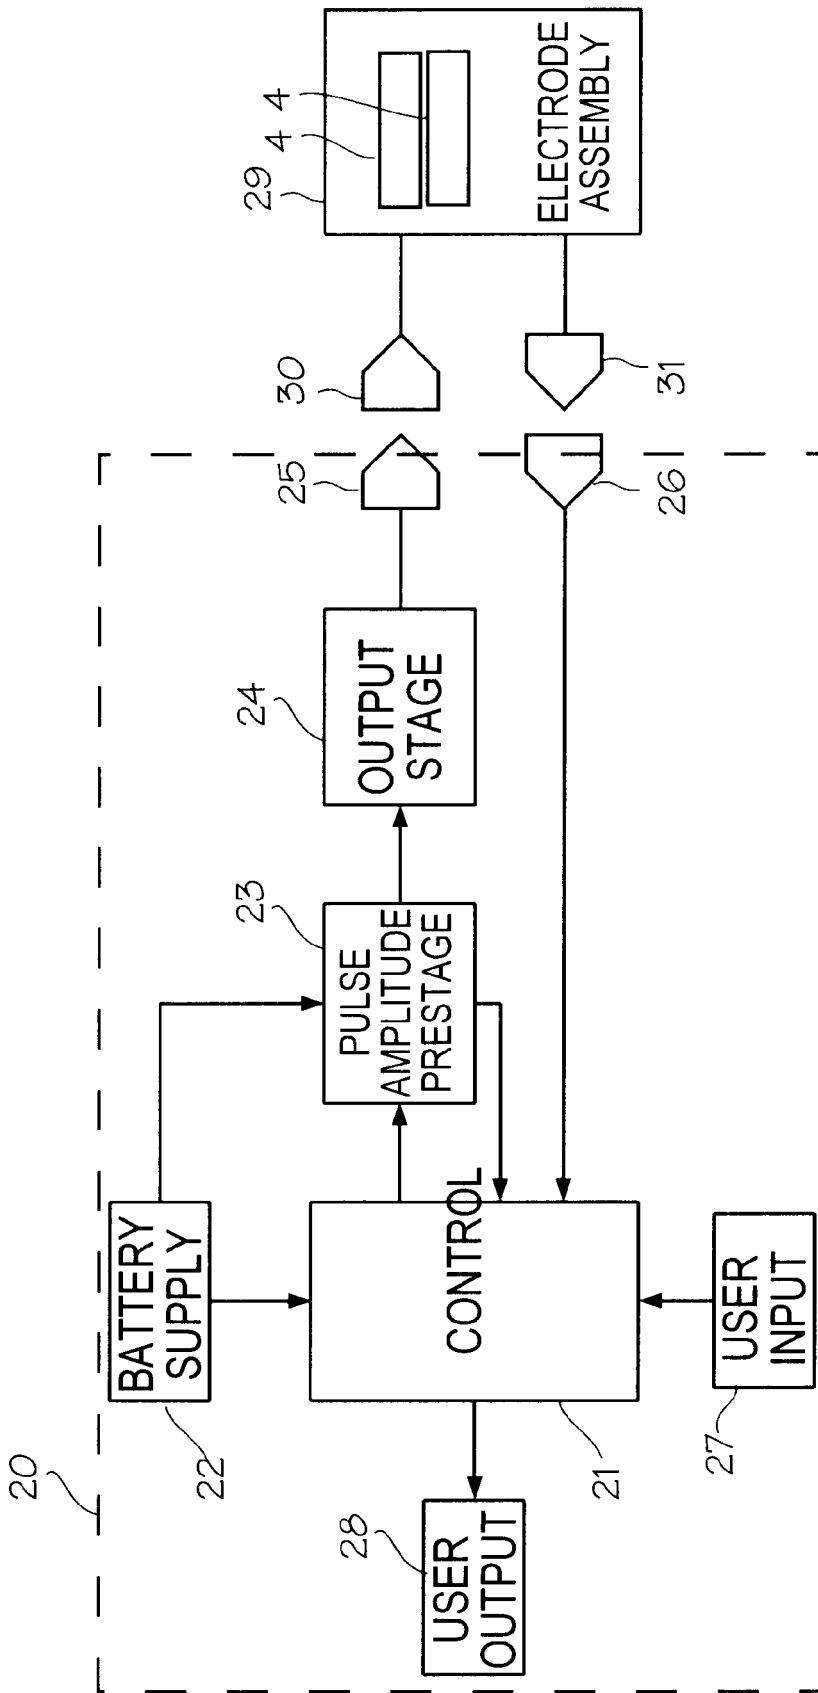 20
22
BATTERY
SUPPLY
23
PULSE
AMPLITUDE
PRESTAGE
24
OUTPUT
STAGE
25
30
29
4
4
ELECTRODE
ASSEMBLY
28
USER
OUTPUT
CONTROL
21
27
USER
INPUT
26
31